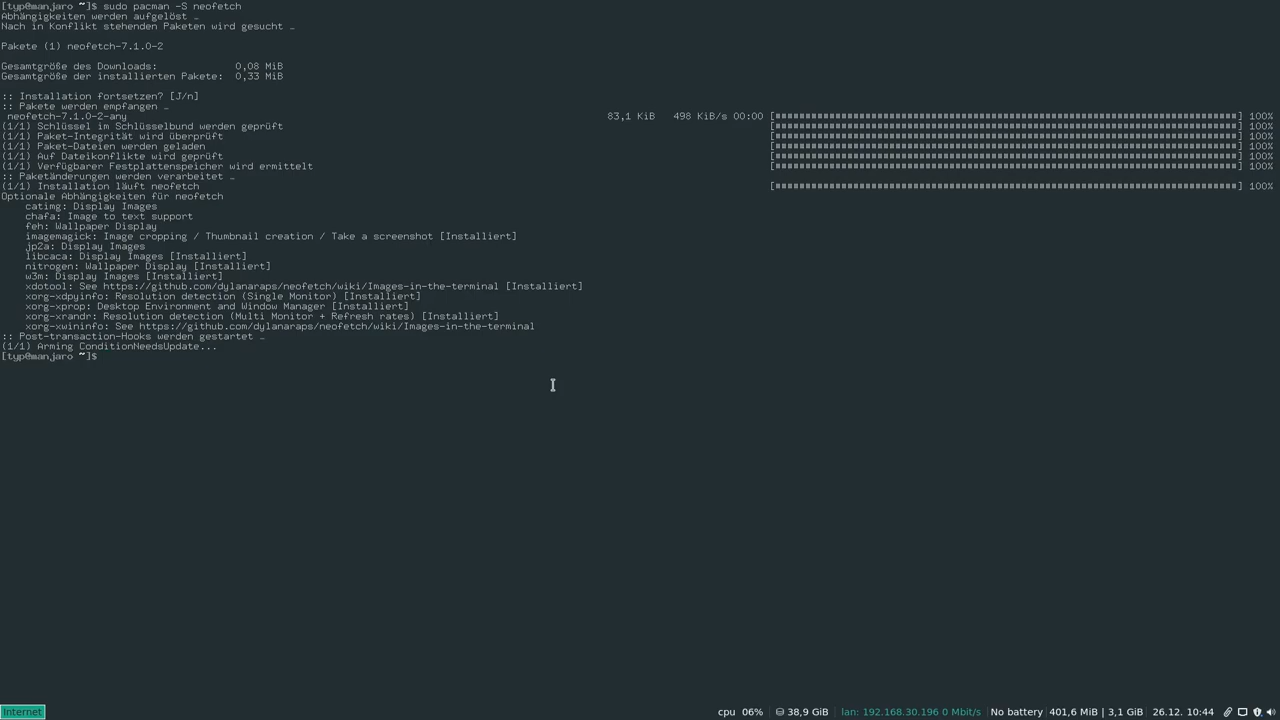 [typ@manjaro ~]$ sudo pacman -S neofetch
Abhängigkeiten werden aufgelöst …
Nach in Konflikt stehenden Paketen wird gesucht …
Pakete (1) neofetch-7.1.0-2
Gesamtgröße des Downloads: 0,08 MiB
Gesamtgröße der installierten Pakete: 0,33 MiB
:: Installation fortsetzen? [J/n]
:: Pakete werden empfangen …
neofetch-7.1.0-2-any 83,1 KiB 498 KiB/s 00:00 100%
(1/1) Schlüssel im Schlüsselbund werden geprüft 100%
(1/1) Paket-Integrität wird überprüft 100%
(1/1) Paket-Dateien werden geladen 100%
(1/1) Auf Dateikonflikte wird geprüft 100%
(1/1) Verfügbarer Festplattenspeicher wird ermittelt 100%
:: Paketänderungen werden verarbeitet …
(1/1) Installation läuft neofetch 100%
Optionale Abhängigkeiten für neofetch
catimg: Display Images
chafa: Image to text support
feh: Wallpaper Display
imagemagick: Image cropping / Thumbnail creation / Take a screenshot [Installiert]
jp2a: Display Images
libcaca: Display Images [Installiert]
nitrogen: Wallpaper Display [Installiert]
w3m: Display Images [Installiert]
xdotool: See https://github.com/dylanaraps/neofetch/wiki/Images-in-the-terminal [Installiert]
xorg-xdpyinfo: Resolution detection (Single Monitor) [Installiert]
xorg-xprop: Desktop Environment and Window Manager [Installiert]
xorg-xrandr: Resolution detection (Multi Monitor + Refresh rates) [Installiert]
xorg-xwininfo: See https://github.com/dylanaraps/neofetch/wiki/Images-in-the-terminal
:: Post-transaction-Hooks werden gestartet …
(1/1) Arming ConditionNeedsUpdate...
[typ@manjaro ~]$
Internet cpu 06% | 38,9 GiB | lan: 192.168.30.196 0 Mbit/s | No battery | 401,6 MiB | 3,1 GiB | 26.12. 10:44